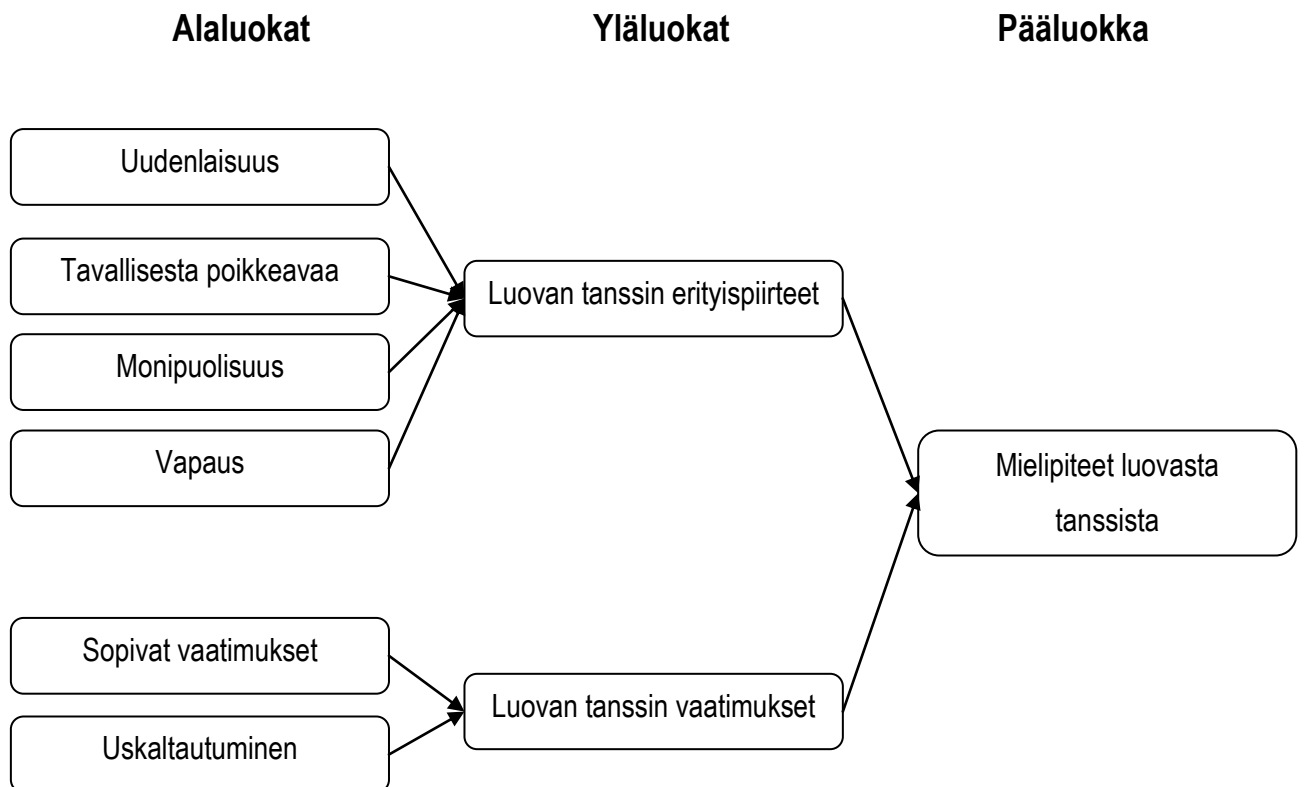 Alaluokat Yläluokat Pääluokka
Uudenlaisuus
Tavallisesta poikkeavaa
Monipuolisuus
Vapaus
Sopivat vaatimukset
Uskaltautuminen
Luovan tanssin erityispiirteet
Luovan tanssin vaatimukset
Mielipiteet luovasta
tanssista